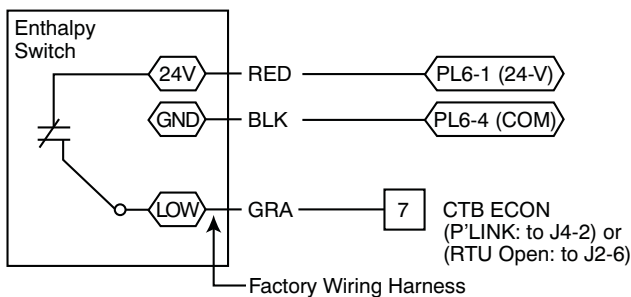 Enthalpy
Switch
24V RED PL6-1 (24-V)
GND BLK PL6-4 (COM)
LOW GRA 7 CTB ECON
(P'LINK: to J4-2) or
(RTU Open: to J2-6)
Factory Wiring Harness